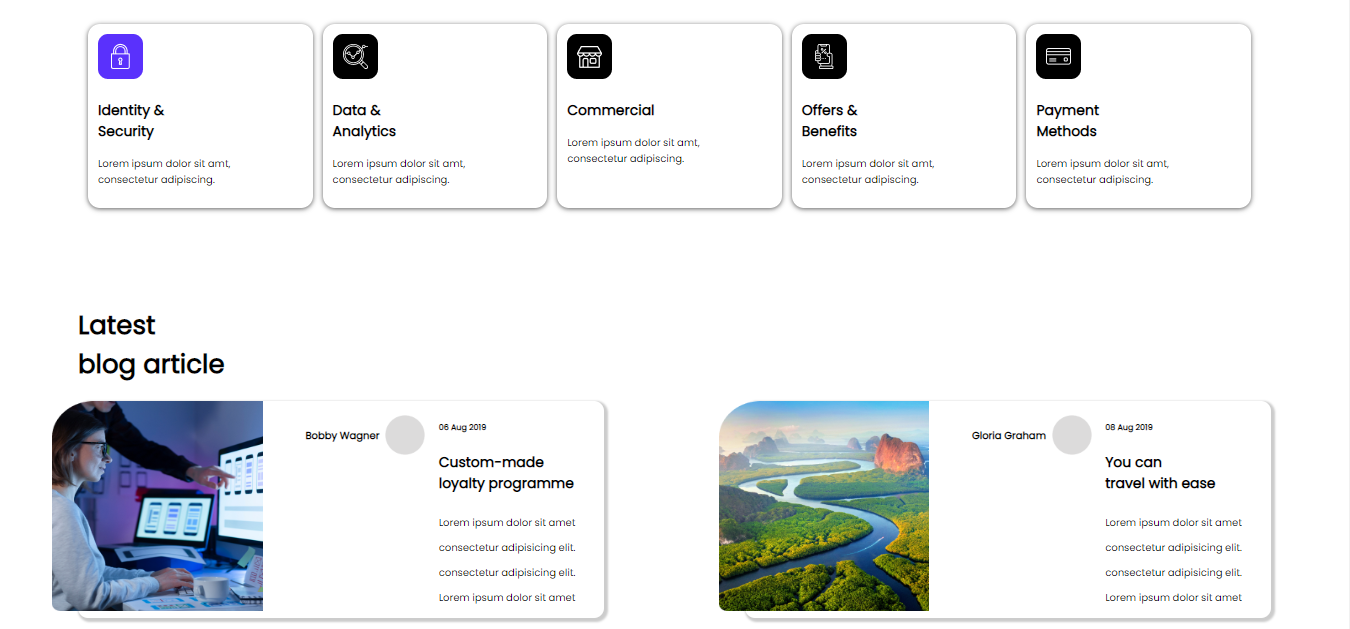 Identity &
Security
Lorem ipsum dolor sit amt,
consectetur adipiscing.
Data &
Analytics
Lorem ipsum dolor sit amt,
consectetur adipiscing.
Commercial
Lorem ipsum dolor sit amt,
consectetur adipiscing.
Offers &
Benefits
Lorem ipsum dolor sit amt,
consectetur adipiscing.
Payment
Methods
Lorem ipsum dolor sit amt,
consectetur adipiscing.
Latest
blog article
Bobby Wagner
06 Aug 2019
Custom-made
loyalty programme
Lorem ipsum dolor sit amet
consectetur adipisicing elit.
consectetur adipisicing elit.
Lorem ipsum dolor sit amet
Gloria Graham
08 Aug 2019
You can
travel with ease
Lorem ipsum dolor sit amet
consectetur adipisicing elit.
consectetur adipisicing elit.
Lorem ipsum dolor sit amet